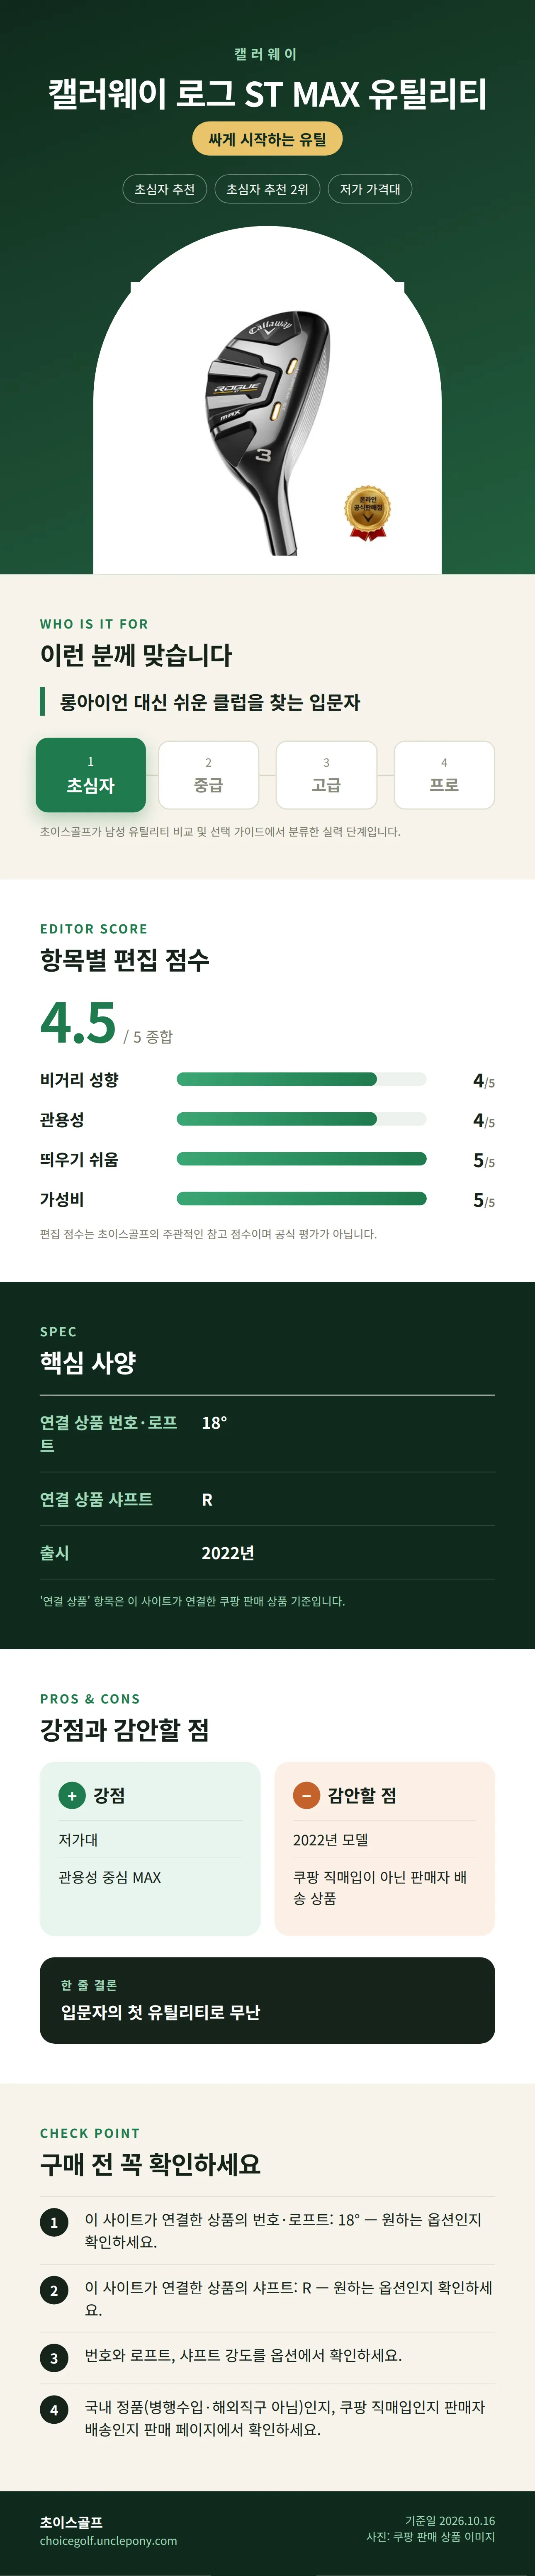 캘러웨이
캘러웨이 로그 ST MAX 유틸리티
싸게 시작하는 유틸
초심자 추천
초심자 추천 2위
저가 가격대
Callaway
ROGUE
MAX
3
온라인
공식판매점
WHO IS IT FOR
이런 분께 맞습니다
롱아이언 대신 쉬운 클럽을 찾는 입문자
1
초심자
2
중급
3
고급
4
프로
초이스골프가 남성 유틸리티 비교 및 선택 가이드에서 분류한 실력 단계입니다.
EDITOR SCORE
항목별 편집 점수
4.5 / 5 종합
비거리 성향 4/5
관용성 4/5
띄우기 쉬움 5/5
가성비 5/5
편집 점수는 초이스골프의 주관적인 참고 점수이며 공식 평가가 아닙니다.
SPEC
핵심 사양
연결 상품 번호·로프 18°
트
연결 상품 샤프트 R
출시 2022년
'연결 상품' 항목은 이 사이트가 연결한 쿠팡 판매 상품 기준입니다.
PROS & CONS
강점과 감안할 점
+ 강점
저가대
관용성 중심 MAX
– 감안할 점
2022년 모델
쿠팡 직매입이 아닌 판매자 배
송 상품
한 줄 결론
입문자의 첫 유틸리티로 무난
CHECK POINT
구매 전 꼭 확인하세요
1 이 사이트가 연결한 상품의 번호·로프트: 18° — 원하는 옵션인지
확인하세요.
2 이 사이트가 연결한 상품의 샤프트: R — 원하는 옵션인지 확인하세
요.
3 번호와 로프트, 샤프트 강도를 옵션에서 확인하세요.
4 국내 정품(병행수입·해외직구 아님)인지, 쿠팡 직매입인지 판매자
배송인지 판매 페이지에서 확인하세요.
초이스골프
choicegolf.unclepony.com
기준일 2026.10.16
사진: 쿠팡 판매 상품 이미지